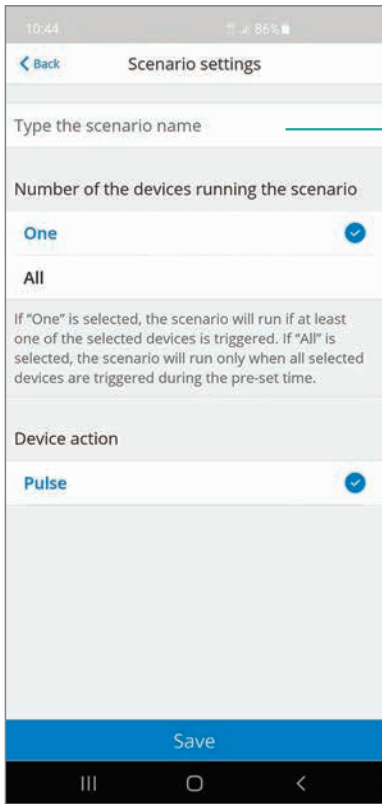 10:44 86%
Back Scenario settings
Type the scenario name
Number of the devices running the scenario
One
All
If “One” is selected, the scenario will run if at least
one of the selected devices is triggered. If “All” is
selected, the scenario will run only when all selected
devices are triggered during the pre-set time.
Device action
Pulse
Save